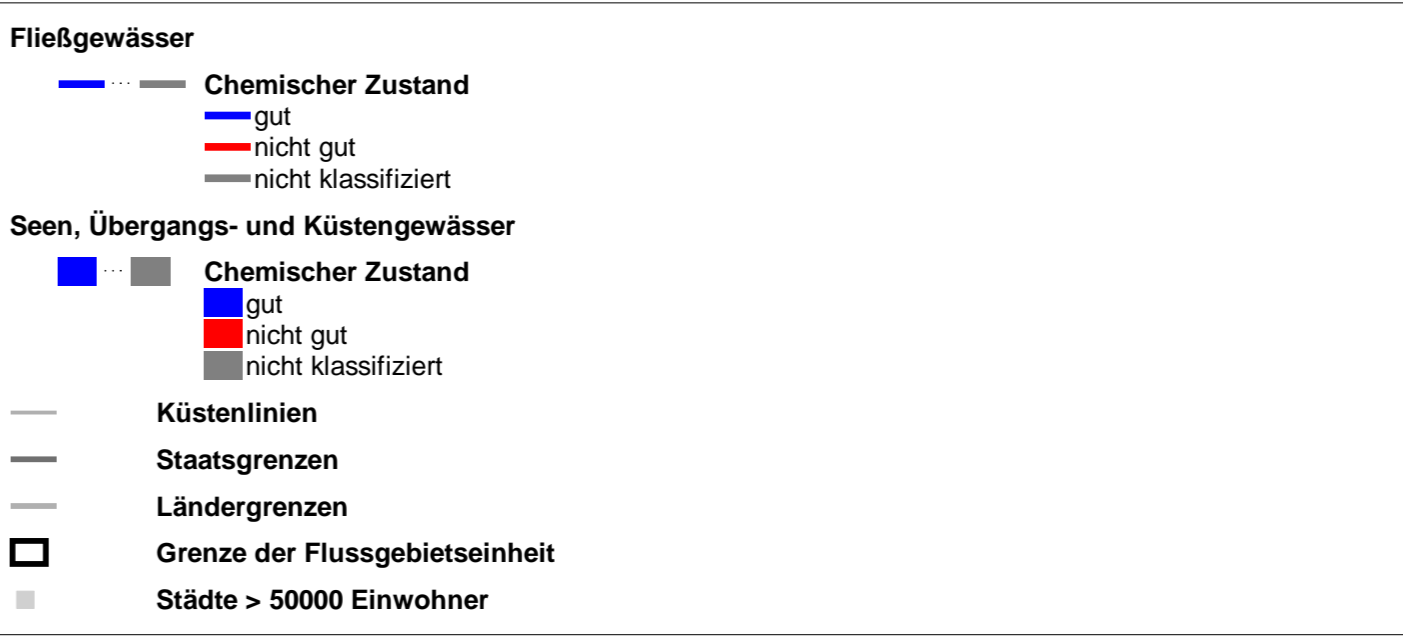 Fließgewässer
... Chemischer Zustand
gut
nicht gut
nicht klassifiziert
Seen, Übergangs- und Küstengewässer
... Chemischer Zustand
gut
nicht gut
nicht klassifiziert
Küstenlinien
Staatsgrenzen
Ländergrenzen
Grenze der Flussgebietseinheit
Städte > 50000 Einwohner